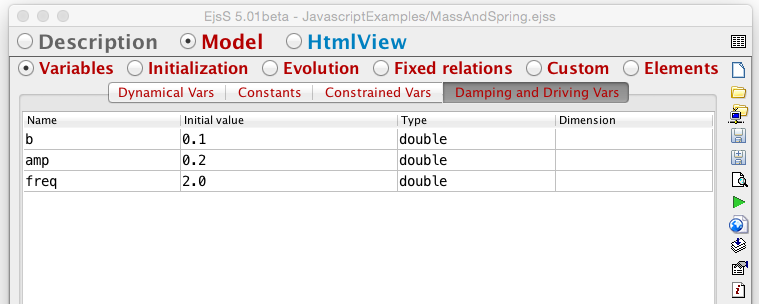 EjsS 5.01beta - JavascriptExamples/MassAndSpring.ejss
Description Model HtmlView
Variables Initialization Evolution Fixed relations Custom Elements
Dynamical Vars Constants Constrained Vars Damping and Driving Vars
Name Initial value Type Dimension
b 0.1 double
amp 0.2 double
freq 2.0 double